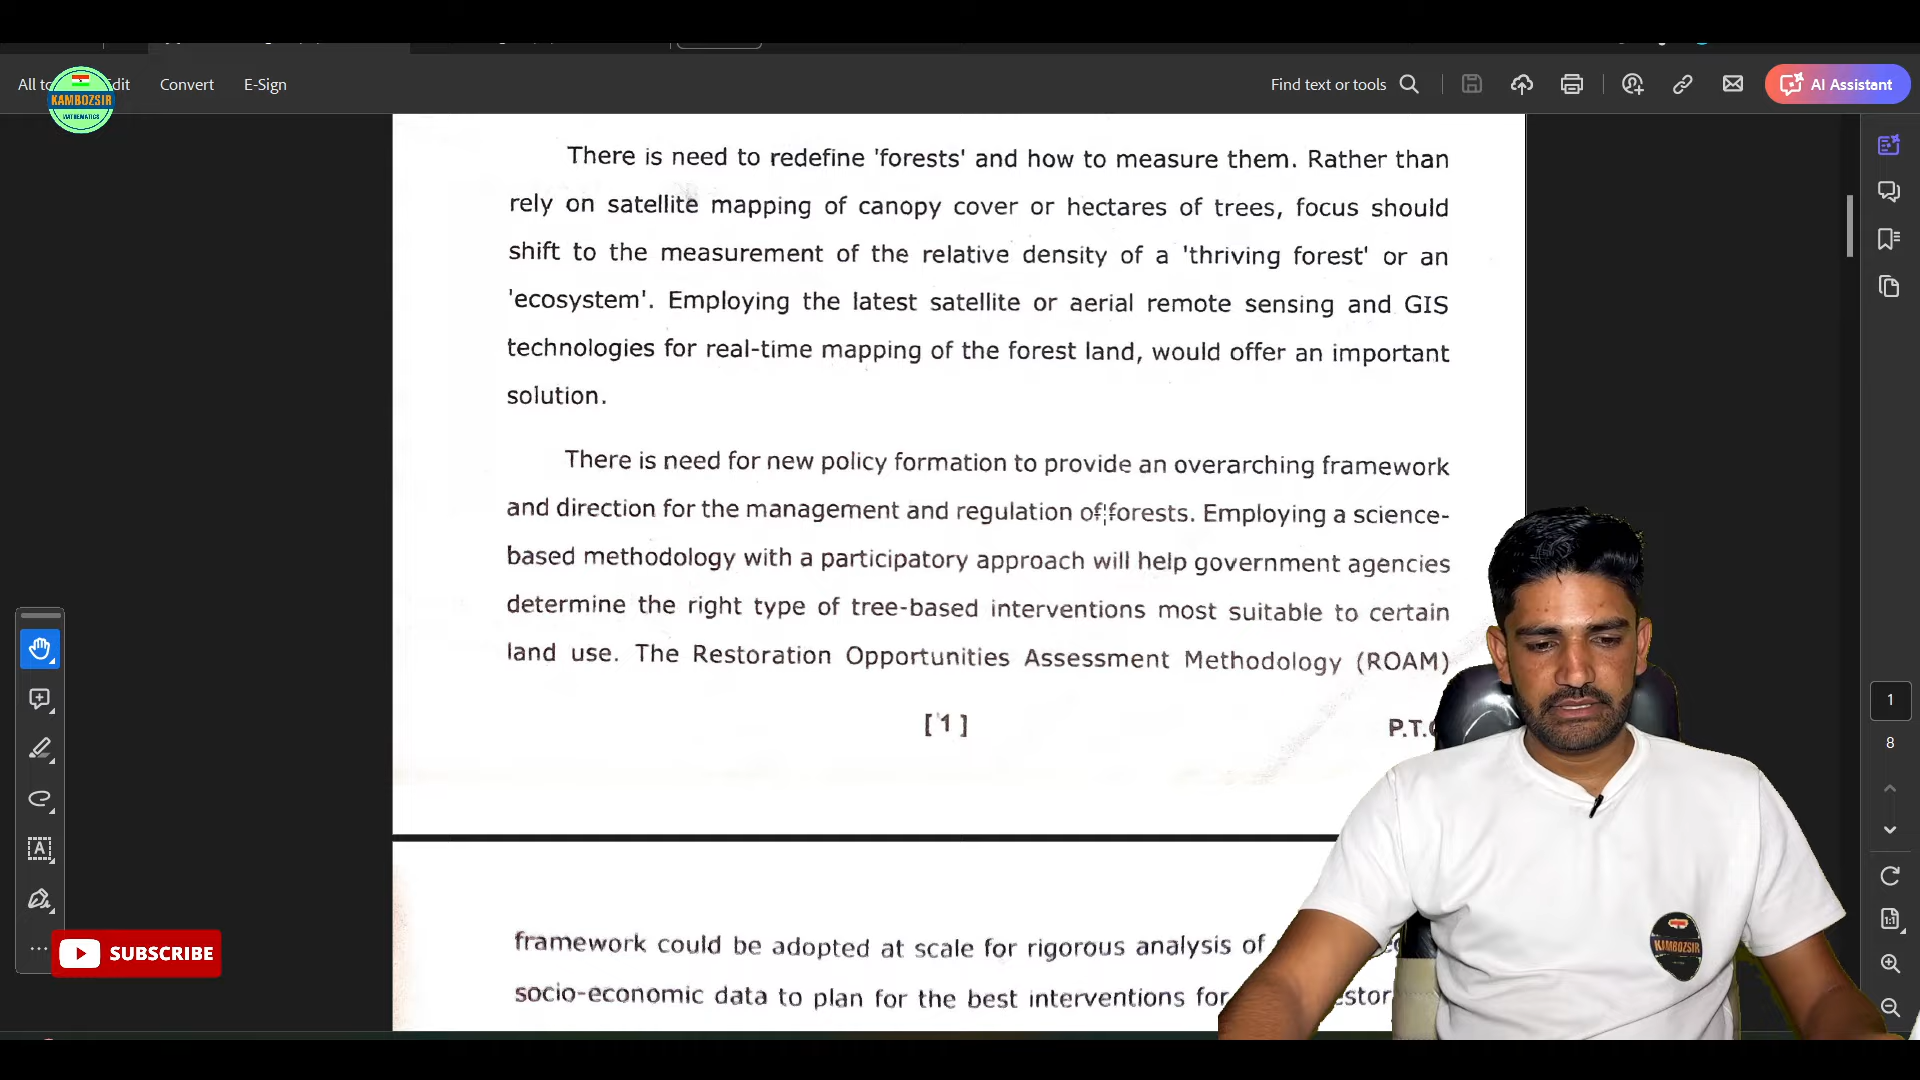 All to
Edit
Convert
E-Sign
Find text or tools
AI Assistant
KAMBOZSIR
MATHEMATICS
There is need to redefine 'forests' and how to measure them. Rather than
rely on satellite mapping of canopy cover or hectares of trees, focus should
shift to the measurement of the relative density of a 'thriving forest' or an
'ecosystem'. Employing the latest satellite or aerial remote sensing and GIS
technologies for real-time mapping of the forest land, would offer an important
solution.
There is need for new policy formation to provide an overarching framework
and direction for the management and regulation of forests. Employing a science-
based methodology with a participatory approach will help government agencies
determine the right type of tree-based interventions most suitable to certain
land use. The Restoration Opportunities Assessment Methodology (ROAM)
[ 1 ]
P.T.
1
8
framework could be adopted at scale for rigorous analysis of
socio-economic data to plan for the best interventions for
SUBSCRIBE
KAMBOZSIR